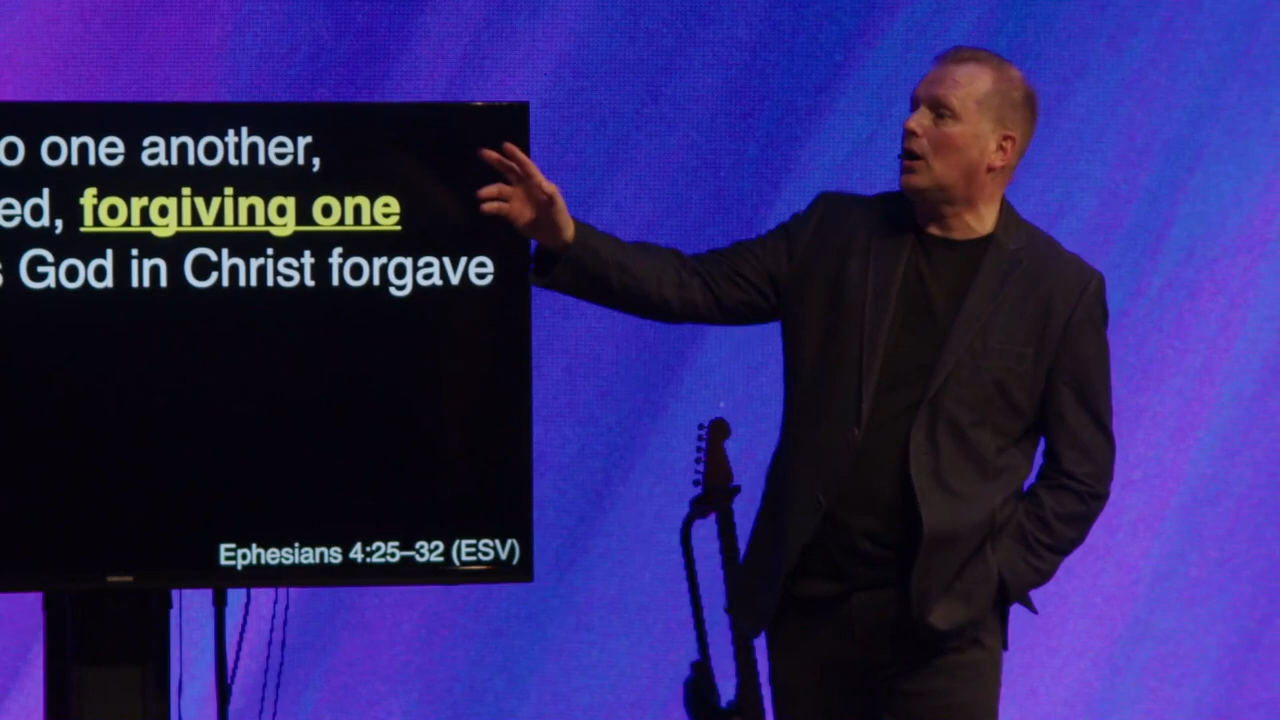 o one another,
ed, forgiving one
s God in Christ forgave
Ephesians 4:25–32 (ESV)